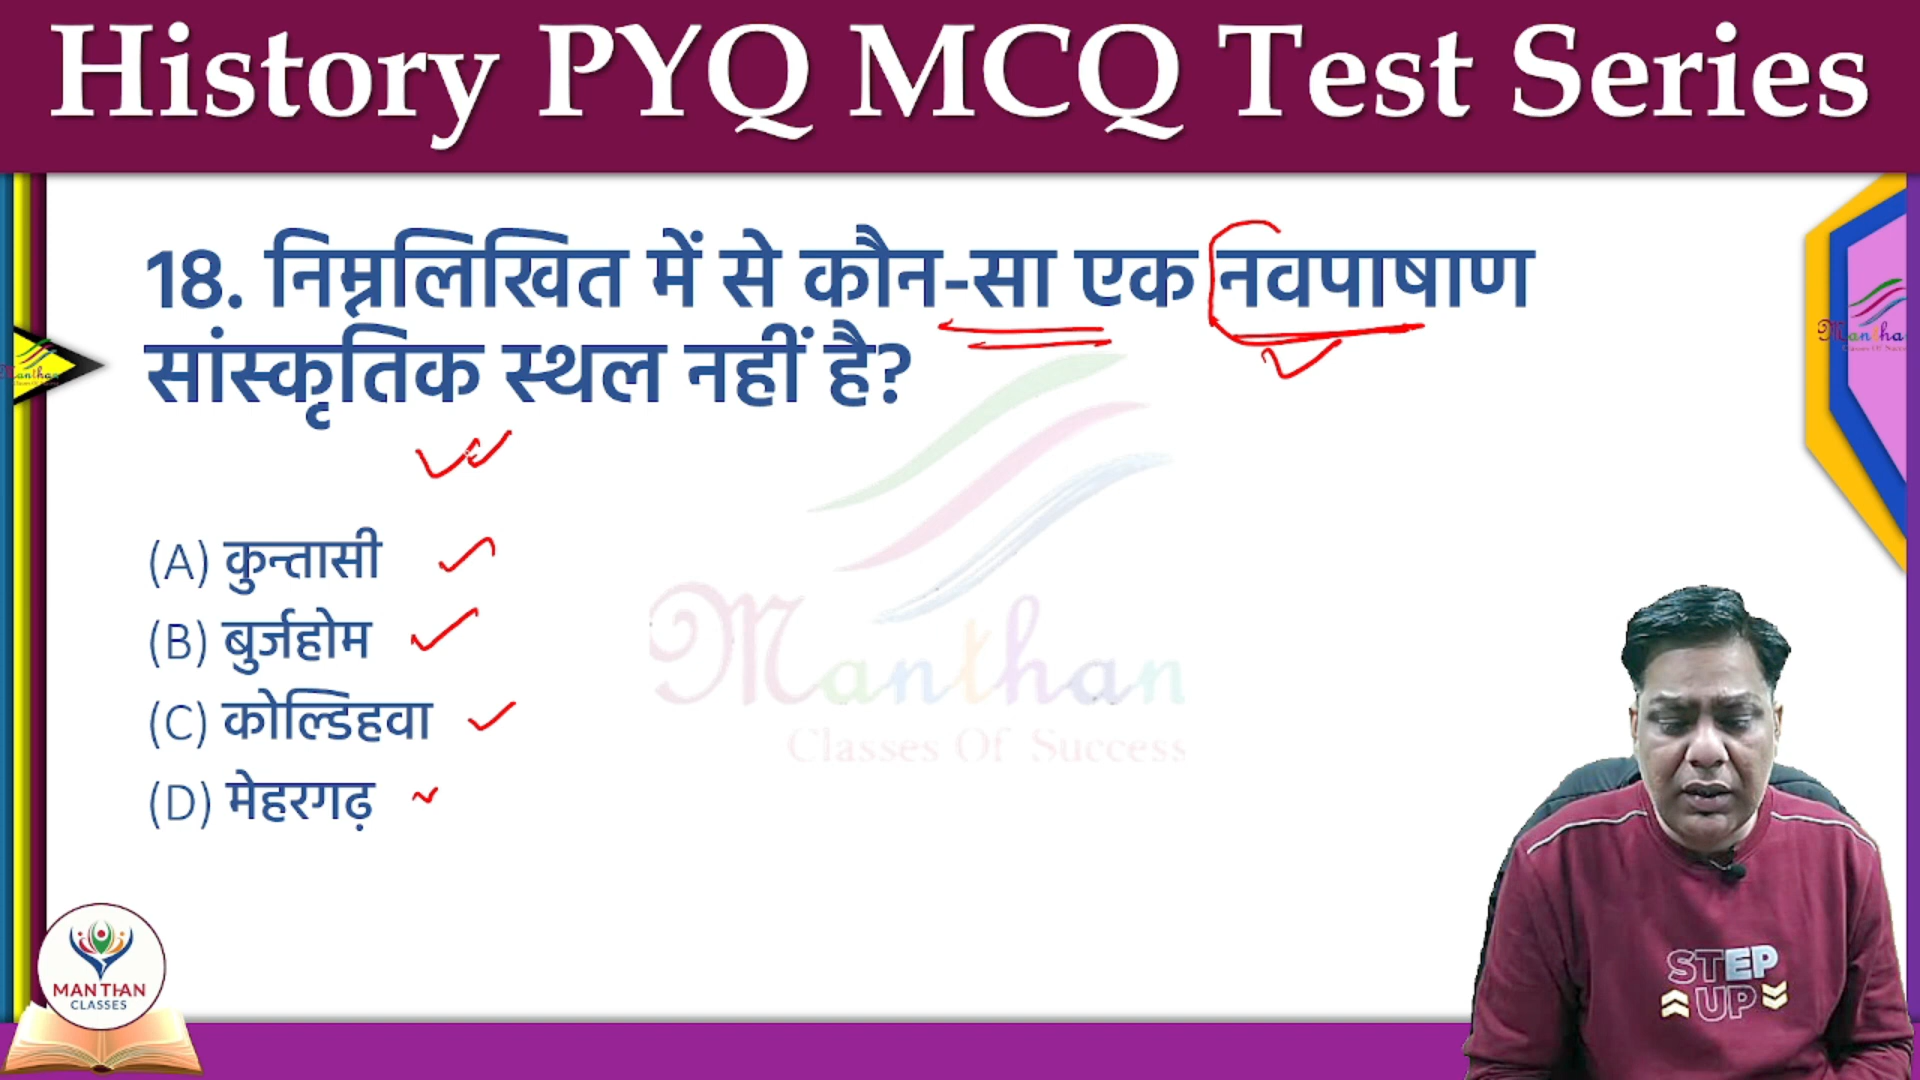 History PYQ MCQ Test Series
18. निम्नलिखित में से कौन-सा एक नवपाषाण
सांस्कृतिक स्थल नहीं है?
(A) कुन्तासी
(B) बुर्जहोम
(C) कोल्डिहवा
(D) मेहरगढ़
Manthan
Classes Of Success
STEP
UP
MANTHAN
CLASSES